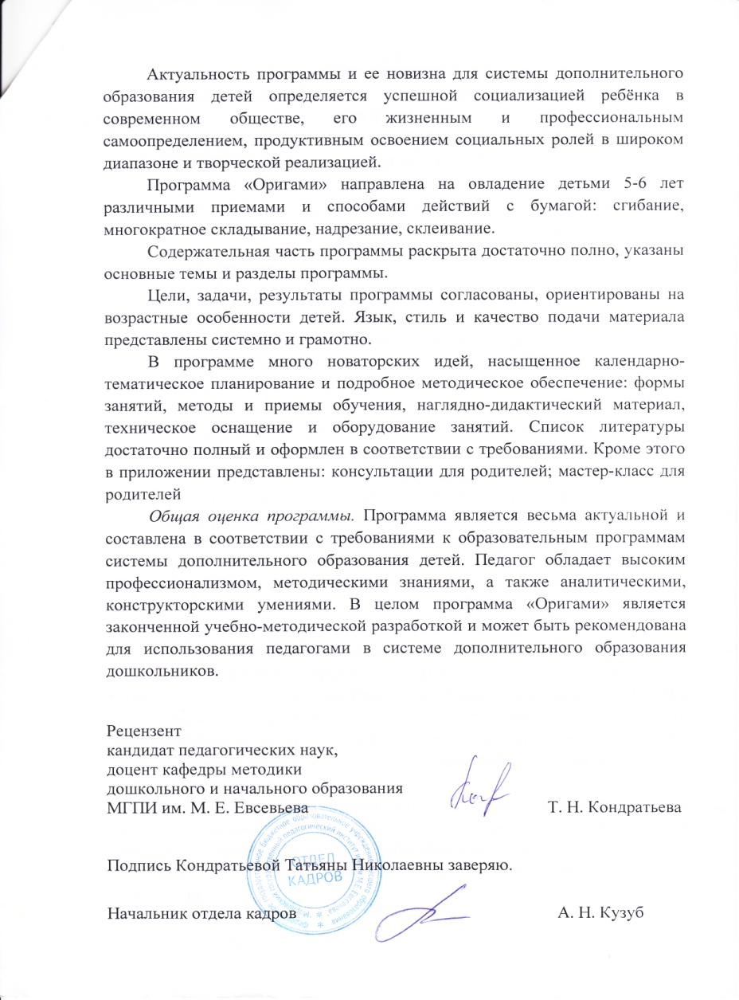 Актуальность программы и ее новизна для системы дополнительного
образования детей определяется успешной социализацией ребёнка в
современном обществе, его жизненным и профессиональным
самоопределением, продуктивным освоением социальных ролей в широком
диапазоне и творческой реализацией.
Программа «Оригами» направлена на овладение детьми 5-6 лет
различными приемами и способами действий с бумагой: сгибание,
многократное складывание, надрезание, склеивание.
Содержательная часть программы раскрыта достаточно полно, указаны
основные темы и разделы программы.
Цели, задачи, результаты программы согласованы, ориентированы на
возрастные особенности детей. Язык, стиль и качество подачи материала
представлены системно и грамотно.
В программе много новаторских идей, насыщенное календарно-
тематическое планирование и подробное методическое обеспечение: формы
занятий, методы и приемы обучения, наглядно-дидактический материал,
техническое оснащение и оборудование занятий. Список литературы
достаточно полный и оформлен в соответствии с требованиями. Кроме этого
в приложении представлены: консультации для родителей; мастер-класс для
родителей
Общая оценка программы. Программа является весьма актуальной и
составлена в соответствии с требованиями к образовательным программам
системы дополнительного образования детей. Педагог обладает высоким
профессионализмом, методическими знаниями, а также аналитическими,
конструкторскими умениями. В целом программа «Оригами» является
законченной учебно-методической разработкой и может быть рекомендована
для использования педагогами в системе дополнительного образования
дошкольников.
Рецензент
кандидат педагогических наук,
доцент кафедры методики
дошкольного и начального образования
МГПИ им. М. Е. Евсевьева Т. Н. Кондратьева
Подпись Кондратьевой Татьяны Николаевны заверяю.
ОТДЕЛ
КАДРОВ
Начальник отдела кадров А. Н. Кузуб